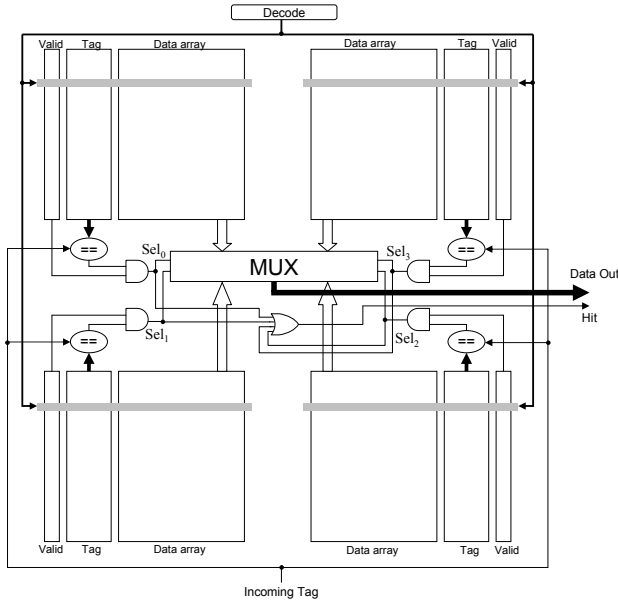 Decode
Valid Tag Data array
Data array Tag Valid
==
==
Sel0
Sel3
MUX
Data Out
Hit
Sel1
Sel2
==
==
Valid Tag Data array
Data array Tag Valid
Incoming Tag